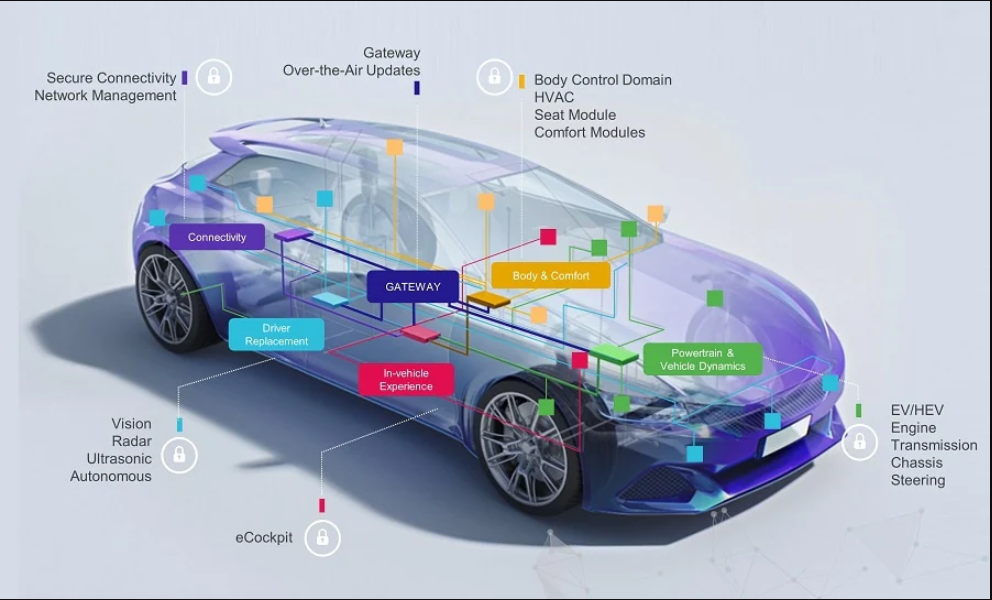 Gateway
Over-the-Air Updates
Secure Connectivity
Network Management
Body Control Domain
HVAC
Seat Module
Comfort Modules
Connectivity
GATEWAY
Body & Comfort
Driver
Replacement
In-vehicle
Experience
Powertrain &
Vehicle Dynamics
Vision
Radar
Ultrasonic
Autonomous
eCockpit
EV/HEV
Engine
Transmission
Chassis
Steering